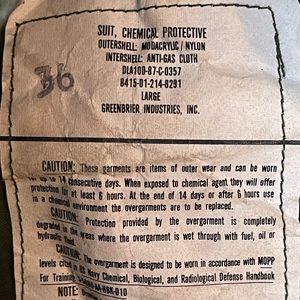 SUIT, CHEMICAL PROTECTIVE
OUTERSHELL: MODACRYLIC/NYLON
INTERSHELL: ANTI-GAS CLOTH
DLA100-87-C-0357
8415-01-214-8291
LARGE
GREENBRIER INDUSTRIES, INC.
36
CAUTION: These garments are items of outer wear and can be worn
for up to 14 consecutive days. When exposed to chemical agent they will offer
protection for at least 6 hours. At the end of 14 days or after 6 hours use
in a chemical environment the overgarments are to be replaced.
CAUTION: Protection provided by the overgarment is completely
degraded in the areas where the overgarment is wet through with fuel, oil or
hydraulic fluid.
CAUTION: The overgarment is designed to be worn in accordance with MOPP
levels cited in US Navy Chemical, Biological, and Radiological Defense Handbook
For Training
NOTE: -AA-HBK-010